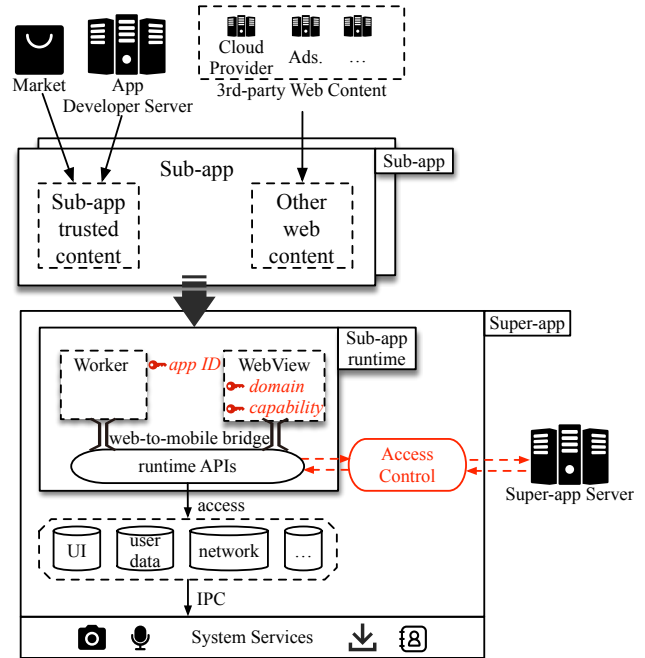 Market
App
Developer Server
Cloud
Provider
Ads.
...
3rd-party Web Content
Sub-app
Sub-app
Sub-app
trusted
content
Other
web
content
Super-app
Sub-app
runtime
Worker
app ID
WebView
domain
capability
web-to-mobile bridge
runtime APIs
Access
Control
Super-app Server
access
UI
user
data
network
...
IPC
System Services